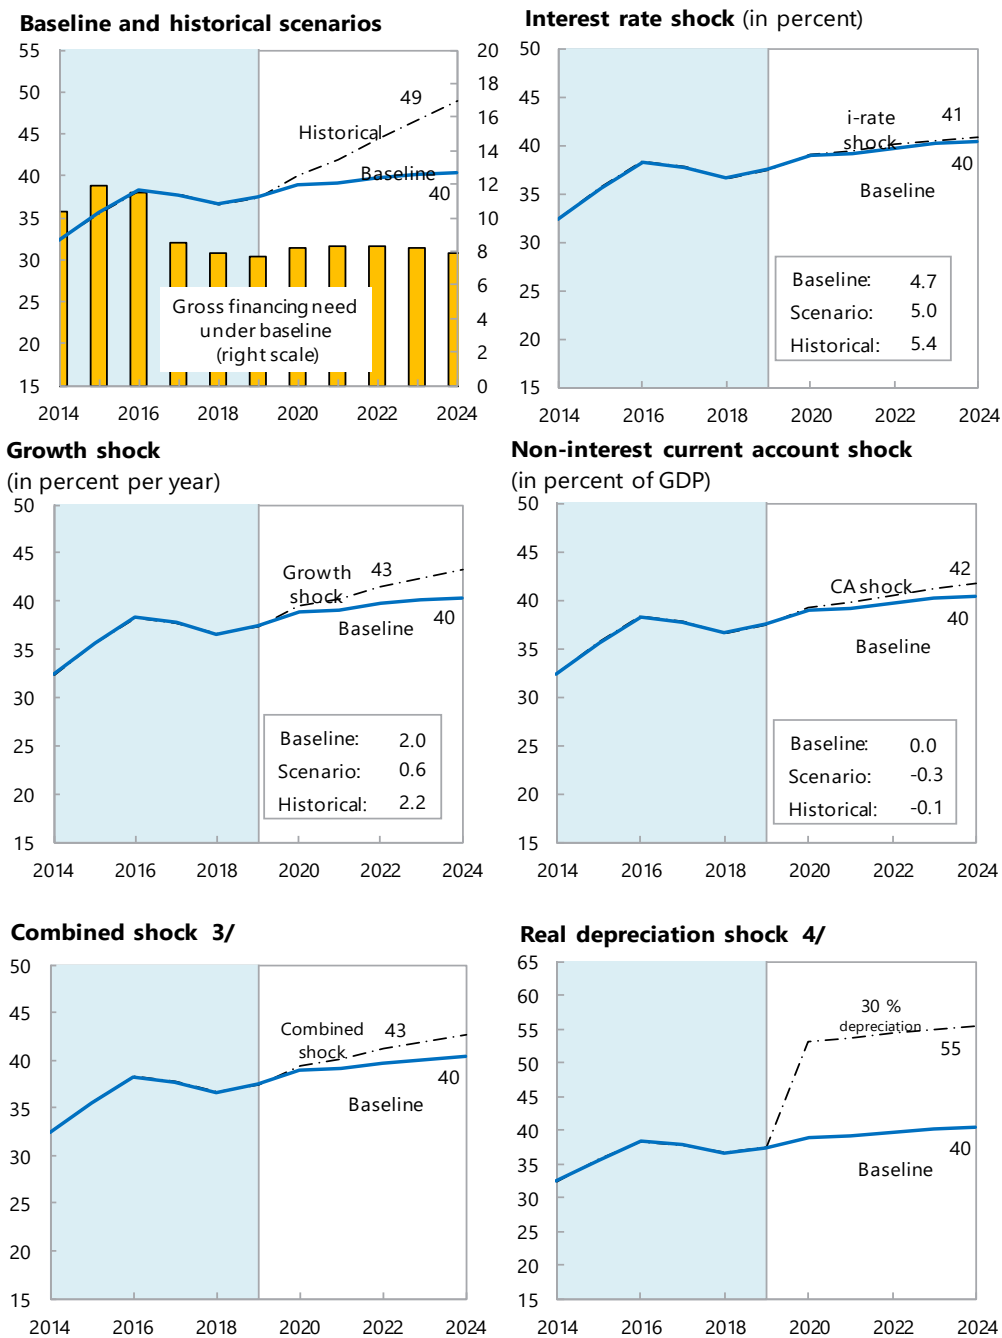 Baseline and historical scenarios
55
50
45
40
35
30
25
20
15
20
18
16
14
12
10
8
6
4
2
0
49
Historical
Baseline
40
Gross financing need
under baseline
(right scale)
2014 2016 2018 2020 2022 2024
Interest rate shock (in percent)
50
45
40
35
30
25
20
15
i-rate
shock
41
40
Baseline
Baseline: 4.7
Scenario: 5.0
Historical: 5.4
2014 2016 2018 2020 2022 2024
Growth shock
(in percent per year)
50
45
40
35
30
25
20
15
Growth
shock
43
40
Baseline
Baseline: 2.0
Scenario: 0.6
Historical: 2.2
2014 2016 2018 2020 2022 2024
Non-interest current account shock
(in percent of GDP)
50
45
40
35
30
25
20
15
CA shock
42
40
Baseline
Baseline: 0.0
Scenario: -0.3
Historical: -0.1
2014 2016 2018 2020 2022 2024
Combined shock 3/
50
45
40
35
30
25
20
15
Combined
shock
43
40
Baseline
2014 2016 2018 2020 2022 2024
Real depreciation shock 4/
65
60
55
50
45
40
35
30
25
20
15
30 %
depreciation
55
40
Baseline
2014 2016 2018 2020 2022 2024